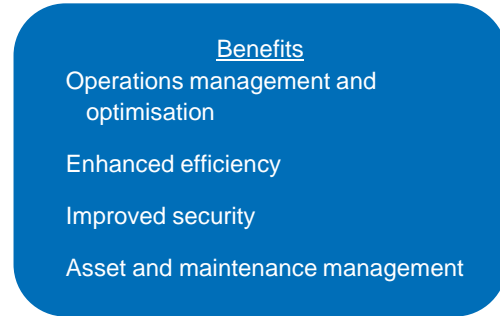 Benefits
Operations management and
optimisation
Enhanced efficiency
Improved security
Asset and maintenance management